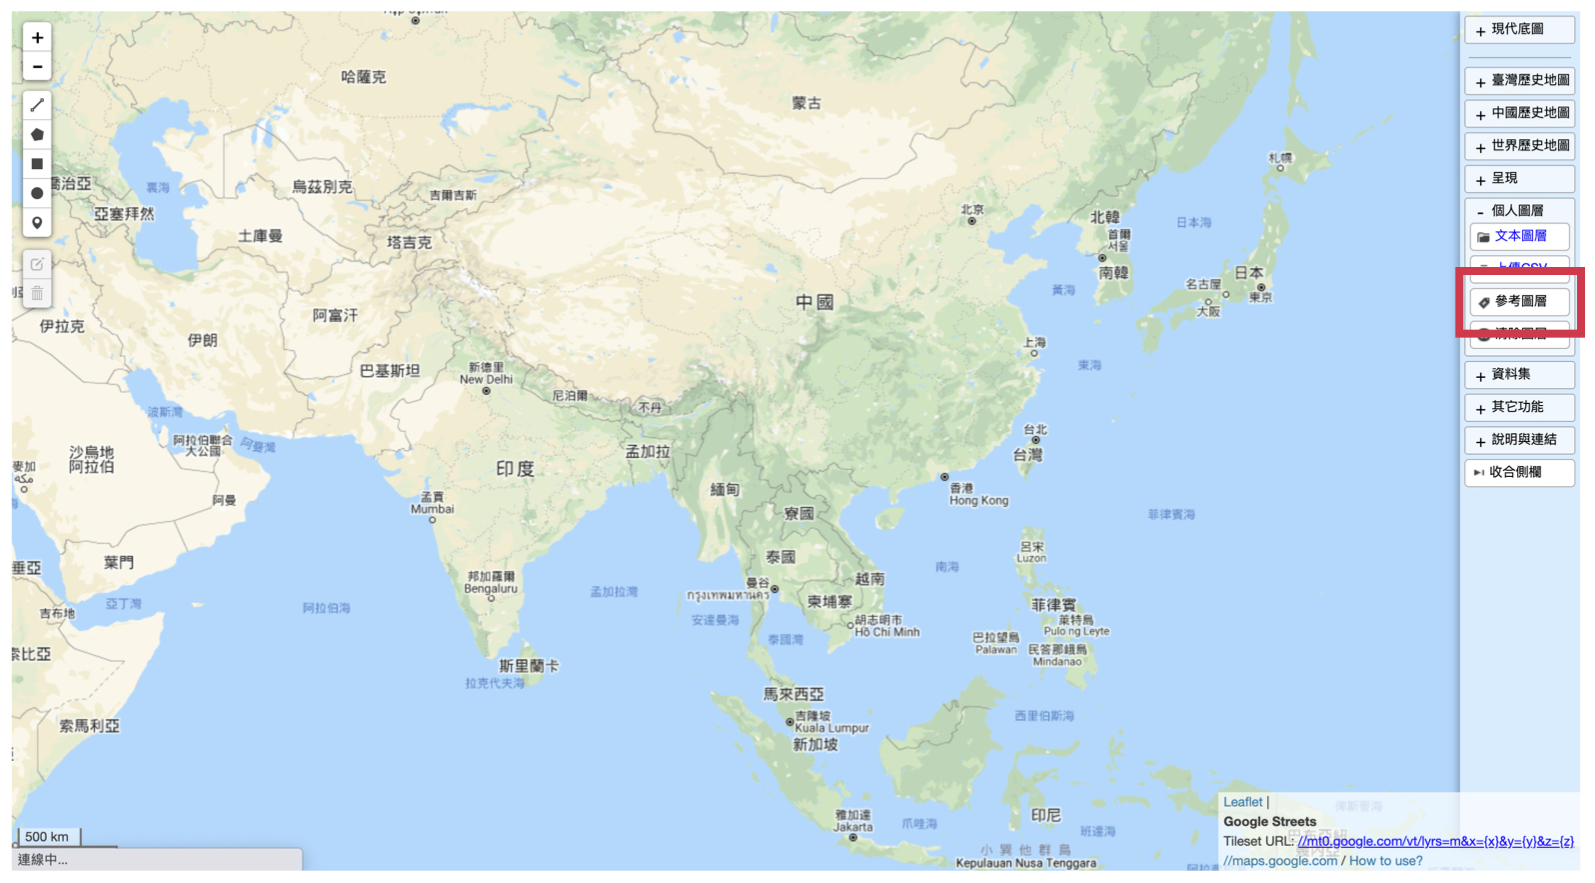 +
−
哈薩克
蒙古
札幌
喬治亞
裏海
烏茲別克
吉爾吉斯
亞塞拜然
北京
北韓
日本海
土庫曼
塔吉克
首爾
서울
南韓
日本
名古屋
東京
黃海
大阪
中國
阿富汗
伊拉克
伊朗
上海
巴基斯坦
新德里
New Delhi
東海
尼泊爾
不丹
波斯灣
阿拉伯聯合
大公國
阿曼灣
台北
台灣
沙烏地
阿拉伯
孟加拉
麥加
مكة
印度
緬甸
香港
Hong Kong
阿曼
孟買
Mumbai
寮國
菲律賓海
葉門
呂宋
Luzon
泰國
南海
越南
邦加羅爾
Bengaluru
曼谷
กรุงเทพมหานคร
孟加拉灣
柬埔寨
菲律賓
亞丁灣
阿拉伯海
吉布地
安達曼海
胡志明市
Hồ Chí Minh
萊特島
Pulo ng Leyte
泰國灣
巴拉望島
Palawan
民答那峨島
Mindanao
索比亞
斯里蘭卡
拉克代夫海
馬來西亞
吉隆坡
Kuala Lumpur
新加坡
西里伯斯海
索馬利亞
雅加達
Jakarta
爪哇海
印尼
班達海
小異他群島
Kepulauan Nusa Tenggara
500 km
連線中...
+ 現代底圖
+ 臺灣歷史地圖
+ 中國歷史地圖
+ 世界歷史地圖
+ 呈現
- 個人圖層
文本圖層
上傳CSV
參考圖層
清除圖層
+ 資料集
+ 其它功能
+ 說明與連結
收合側欄
Leaflet |
Google Streets
Tileset URL: //mt0.google.com/vt/lyrs=m&x={x}&y={y}&z={z}
//maps.google.com / How to use?